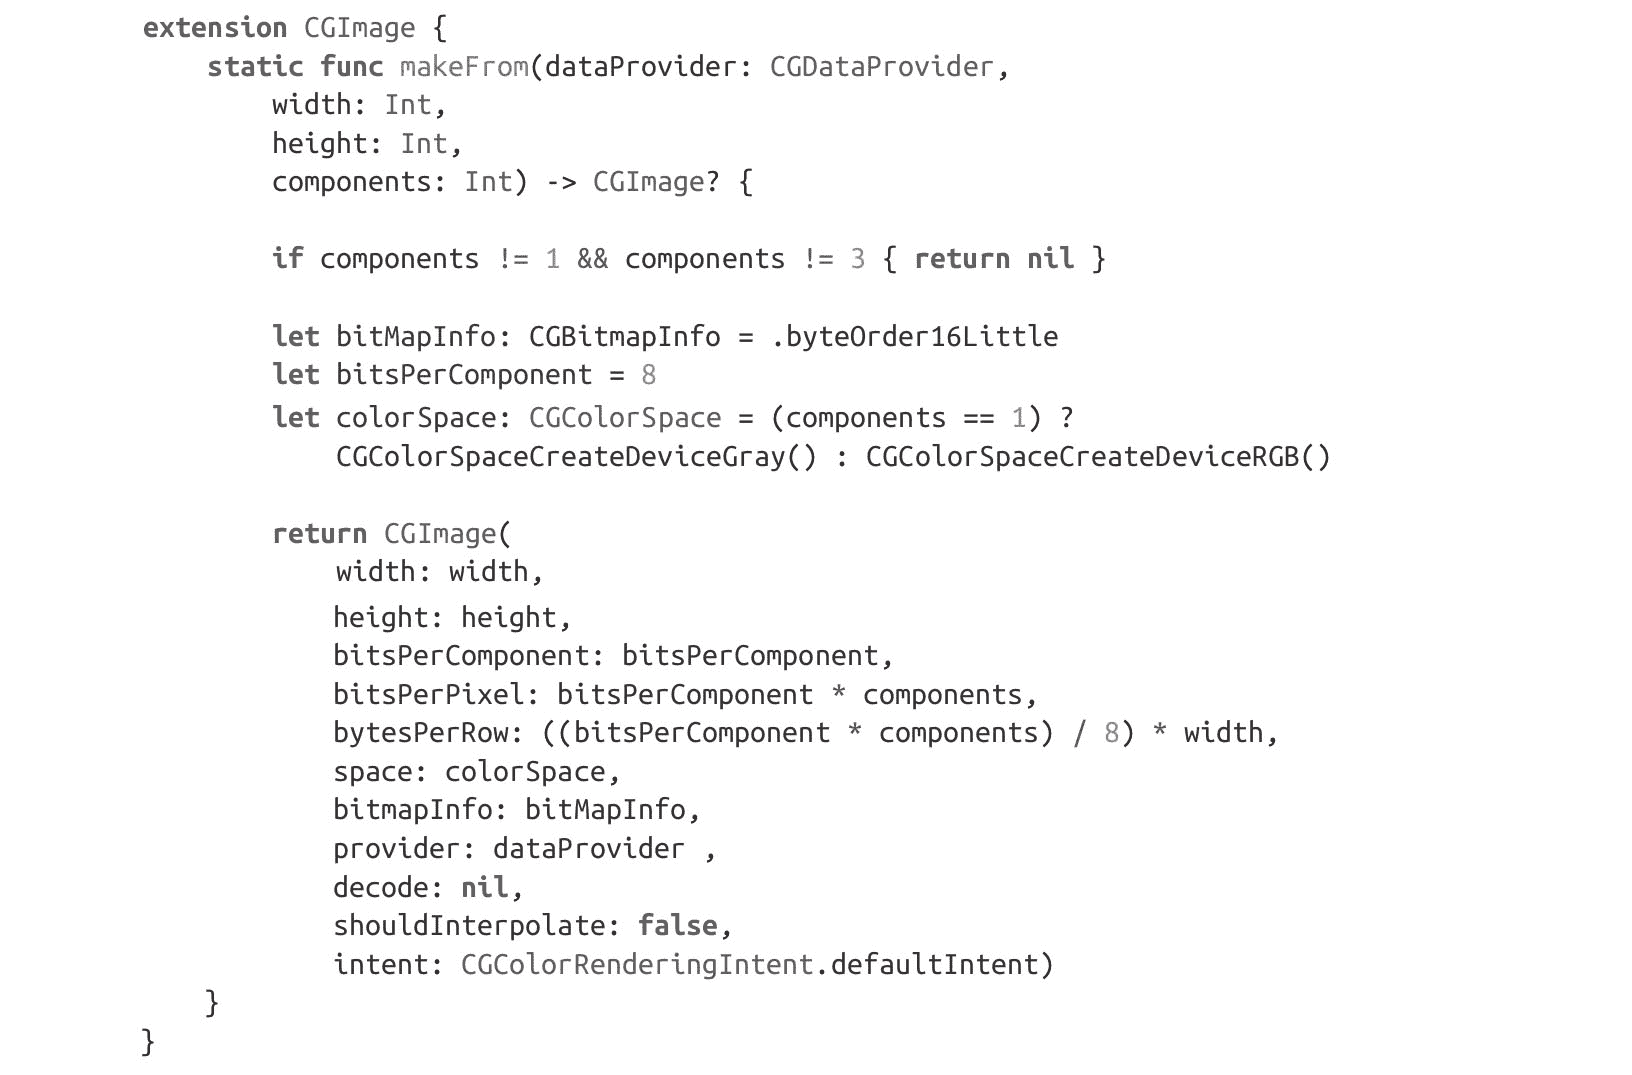 extension CGImage {
    static func makeFrom(dataProvider: CGDataProvider,
        width: Int,
        height: Int,
        components: Int) -> CGImage? {
        if components != 1 && components != 3 { return nil }
        let bitMapInfo: CGBitmapInfo = .byteOrder16Little
        let bitsPerComponent = 8
        let colorSpace: CGColorSpace = (components == 1) ?
            CGColorSpaceCreateDeviceGray() : CGColorSpaceCreateDeviceRGB()
        return CGImage(
            width: width,
            height: height,
            bitsPerComponent: bitsPerComponent,
            bitsPerPixel: bitsPerComponent * components,
            bytesPerRow: ((bitsPerComponent * components) / 8) * width,
            space: colorSpace,
            bitmapInfo: bitMapInfo,
            provider: dataProvider ,
            decode: nil,
            shouldInterpolate: false,
            intent: CGColorRenderingIntent.defaultIntent)
    }
}